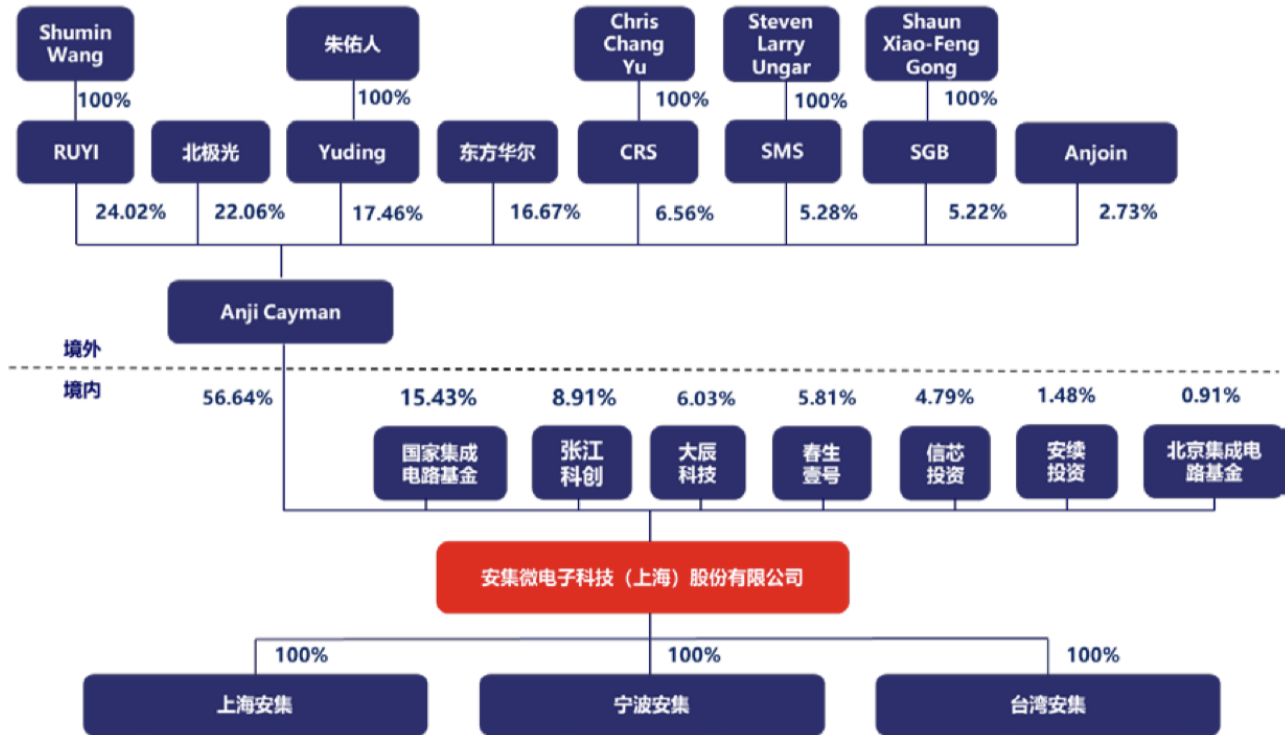 Shumin
Wang
朱佑人
Chris
Chang
Yu
Steven
Larry
Ungar
Shaun
Xiao-Feng
Gong
100%
100%
100%
100%
100%
RUYI
北极光
Yuding
东方华尔
CRS
SMS
SGB
Anjoin
24.02%
22.06%
17.46%
16.67%
6.56%
5.28%
5.22%
2.73%
Anji Cayman
境外
境内
56.64%
15.43%
8.91%
6.03%
5.81%
4.79%
1.48%
0.91%
国家集成
电路基金
张江
科创
大辰
科技
春生
壹号
信芯
投资
安续
投资
北京集成电
路基金
安集微电子科技（上海）股份有限公司
100%
100%
100%
上海安集
宁波安集
台湾安集